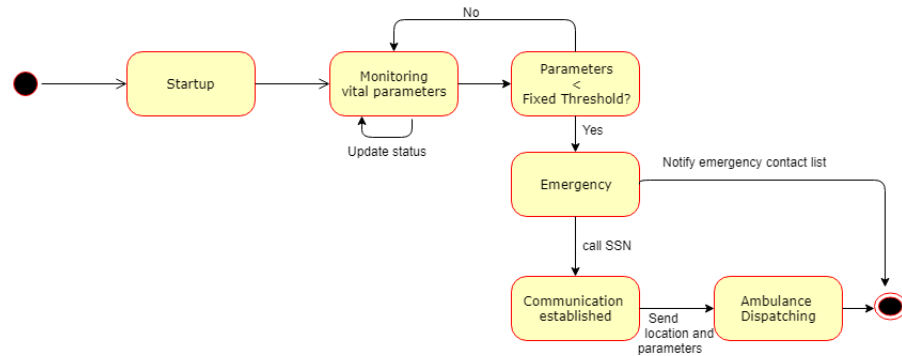 No
Startup
Monitoring
vital parameters
Parameters
<
Fixed Threshold?
Update status
Yes
Notify emergency contact list
Emergency
call SSN
Communication
established
Send
location and
parameters
Ambulance
Dispatching